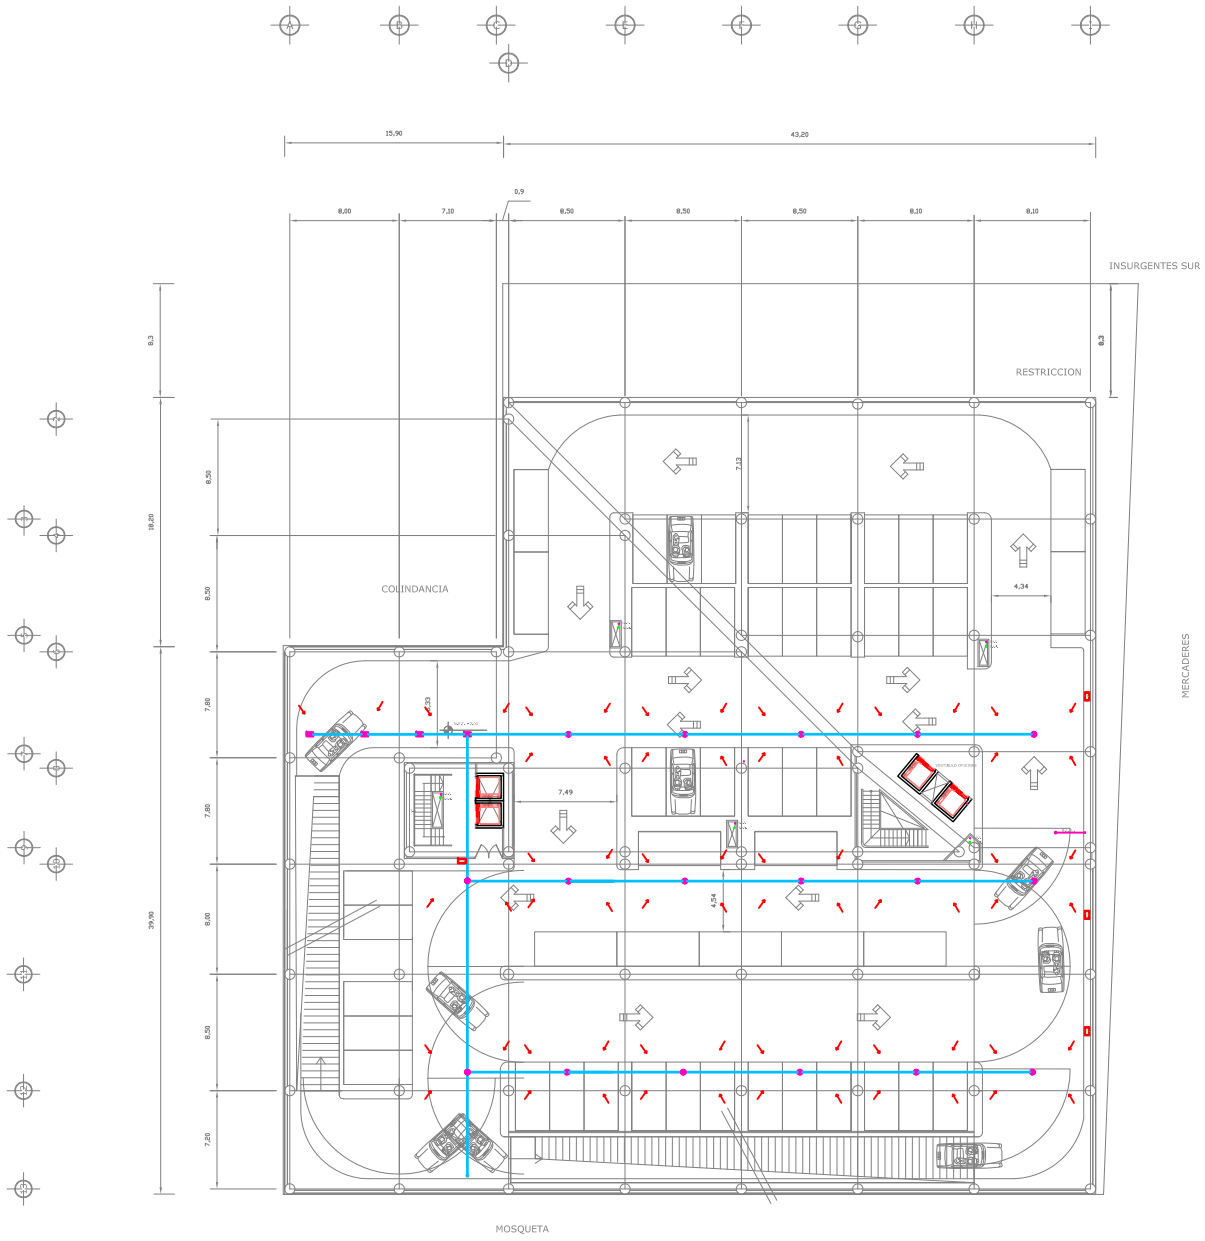 A
B
C
E
F
G
H
I
D
15,90
43,20
0,9
8,00
7,10
8,50
8,50
8,50
8,10
8,10
INSURGENTES SUR
8,3
8,3
RESTRICCION
7,13
8,50
18,20
COLINDANCIA
8,50
4,34
MERCADERES
7,80
7,80
7,49
39,90
8,00
4,54
8,50
7,20
MOSQUETA